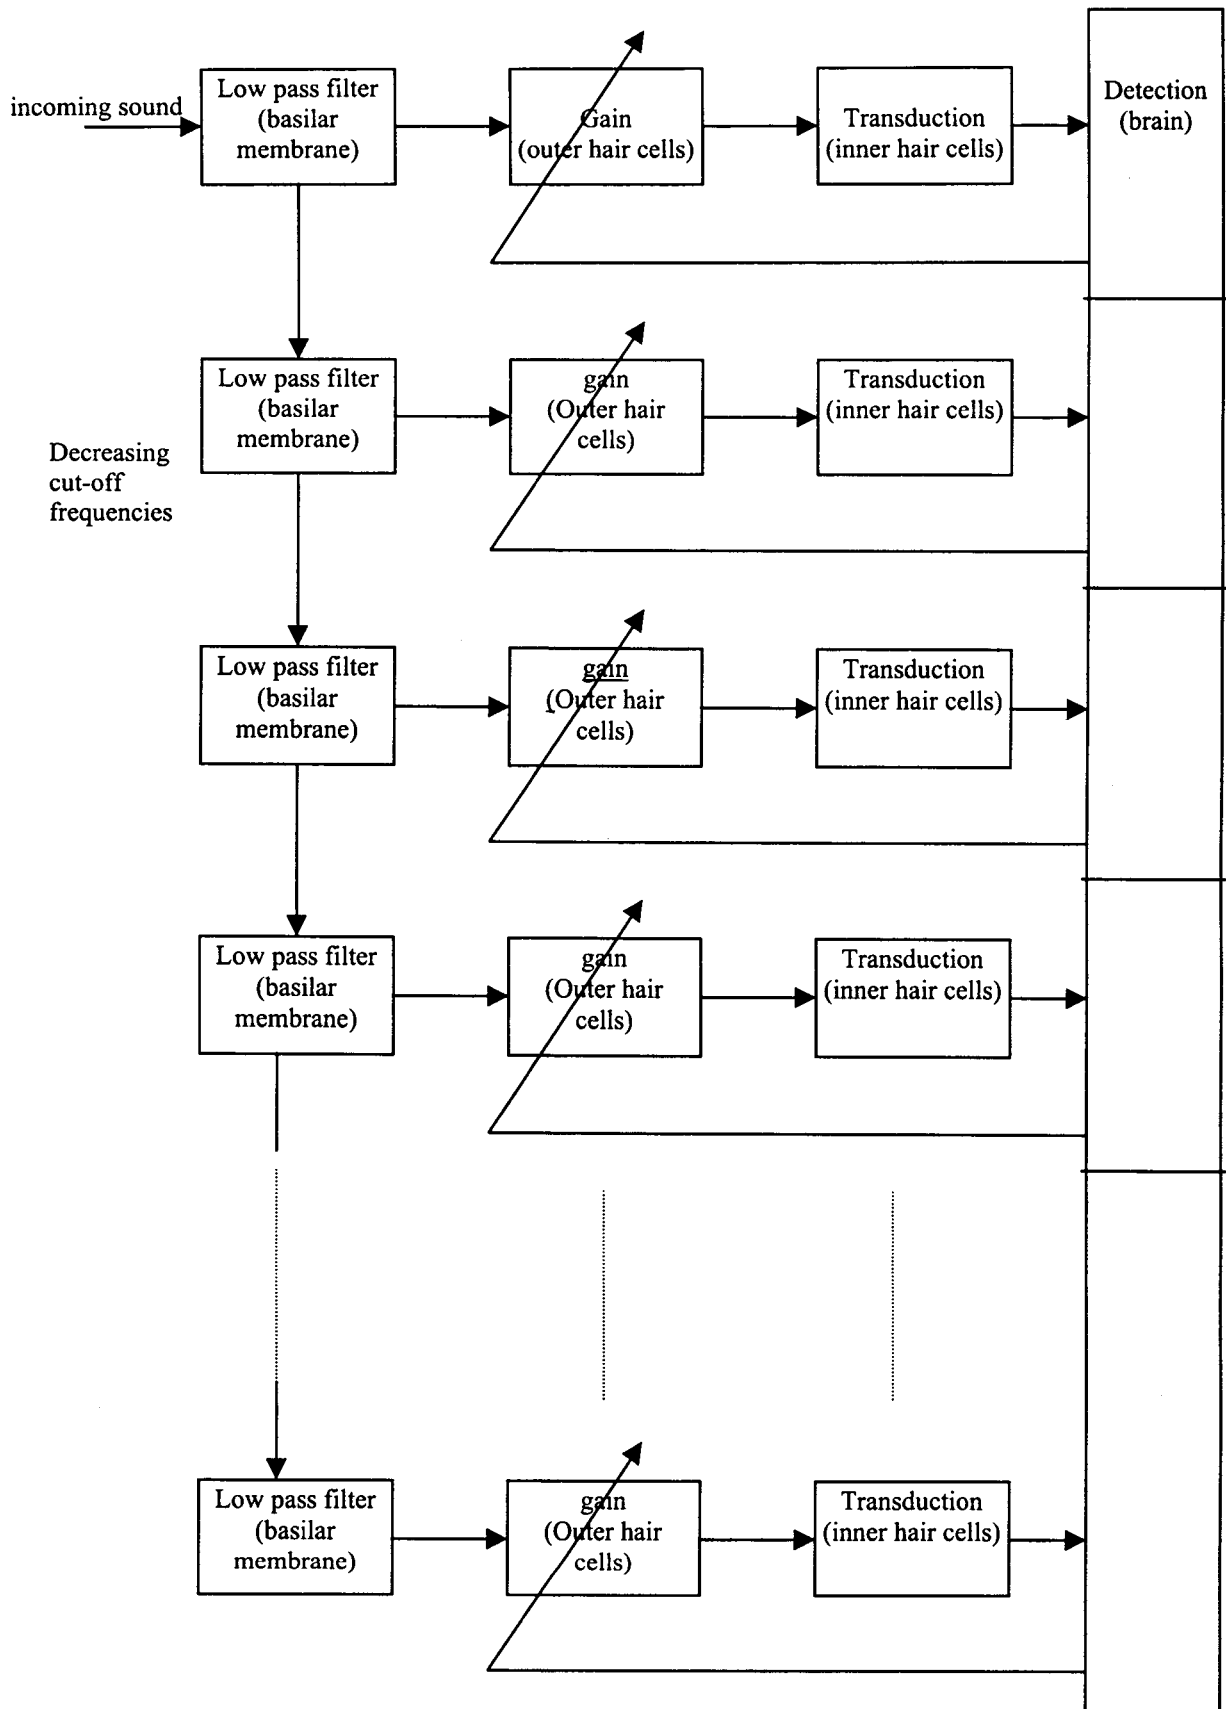 incoming sound
Low pass filter
(basilar
membrane)
Gain
(outer hair cells)
Transduction
(inner hair cells)
Detection
(brain)
Low pass filter
(basilar
membrane)
gain
(Outer hair
cells)
Transduction
(inner hair cells)
Decreasing
cut-off
frequencies
Low pass filter
(basilar
membrane)
gain
(Outer hair
cells)
Transduction
(inner hair cells)
Low pass filter
(basilar
membrane)
gain
(Outer hair
cells)
Transduction
(inner hair cells)
Low pass filter
(basilar
membrane)
gain
(Outer hair
cells)
Transduction
(inner hair cells)